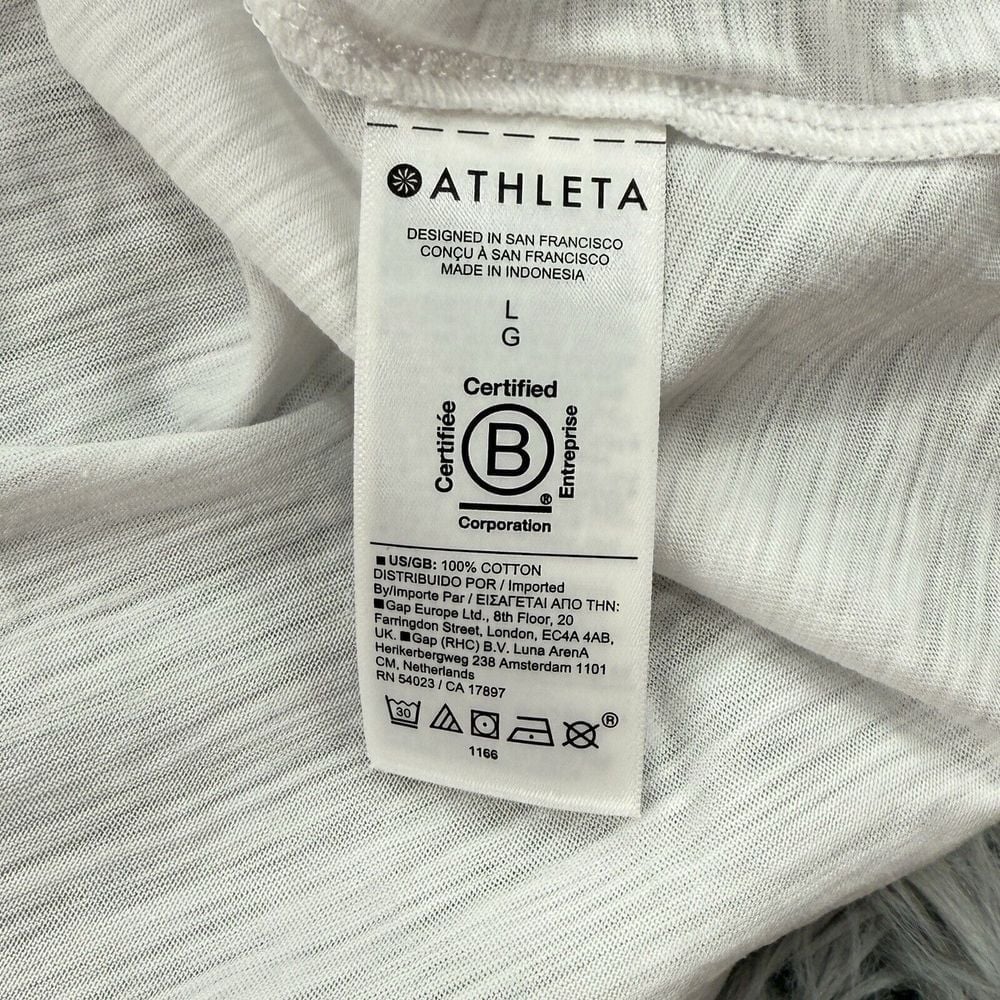 ATHLETA
DESIGNED IN SAN FRANCISCO
CONÇU À SAN FRANCISCO
MADE IN INDONESIA
L
G
Certified
Certifiée
B
Entreprise
®
Corporation
US/GB: 100% COTTON
DISTRIBUIDO POR / Imported
By/Importe Par / ΕΙΣΑΓΕΤΑΙ ΑΠΟ ΤΗΝ:
Gap Europe Ltd., 8th Floor, 20
Farringdon Street, London, EC4A 4AB,
UK. Gap (RHC) B.V. Luna ArenA
Herikerbergweg 238 Amsterdam 1101
CM, Netherlands
RN 54023 / CA 17897
30 ®
1166